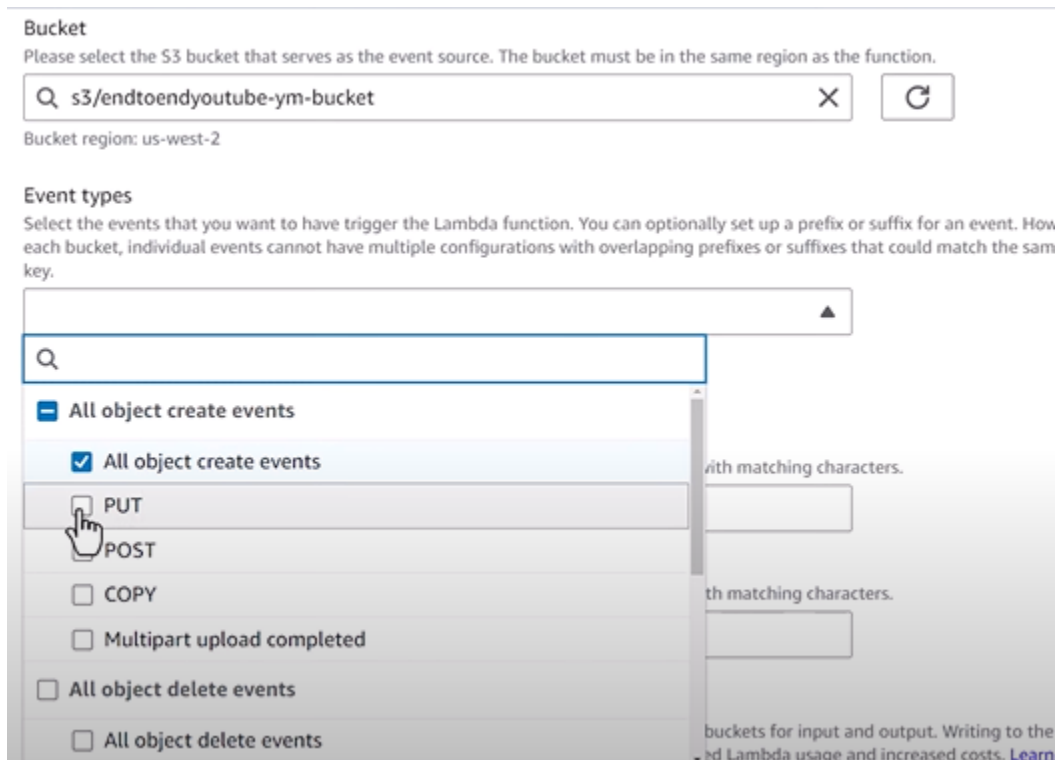 Bucket
Please select the S3 bucket that serves as the event source. The bucket must be in the same region as the function.
s3/endtoendyoutube-ym-bucket
Bucket region: us-west-2
Event types
Select the events that you want to have trigger the Lambda function. You can optionally set up a prefix or suffix for an event. How
each bucket, individual events cannot have multiple configurations with overlapping prefixes or suffixes that could match the sam
key.
All object create events
All object create events
with matching characters.
PUT
POST
COPY
th matching characters.
Multipart upload completed
All object delete events
buckets for input and output. Writing to the
All object delete events
ed Lambda usage and increased costs. Learn